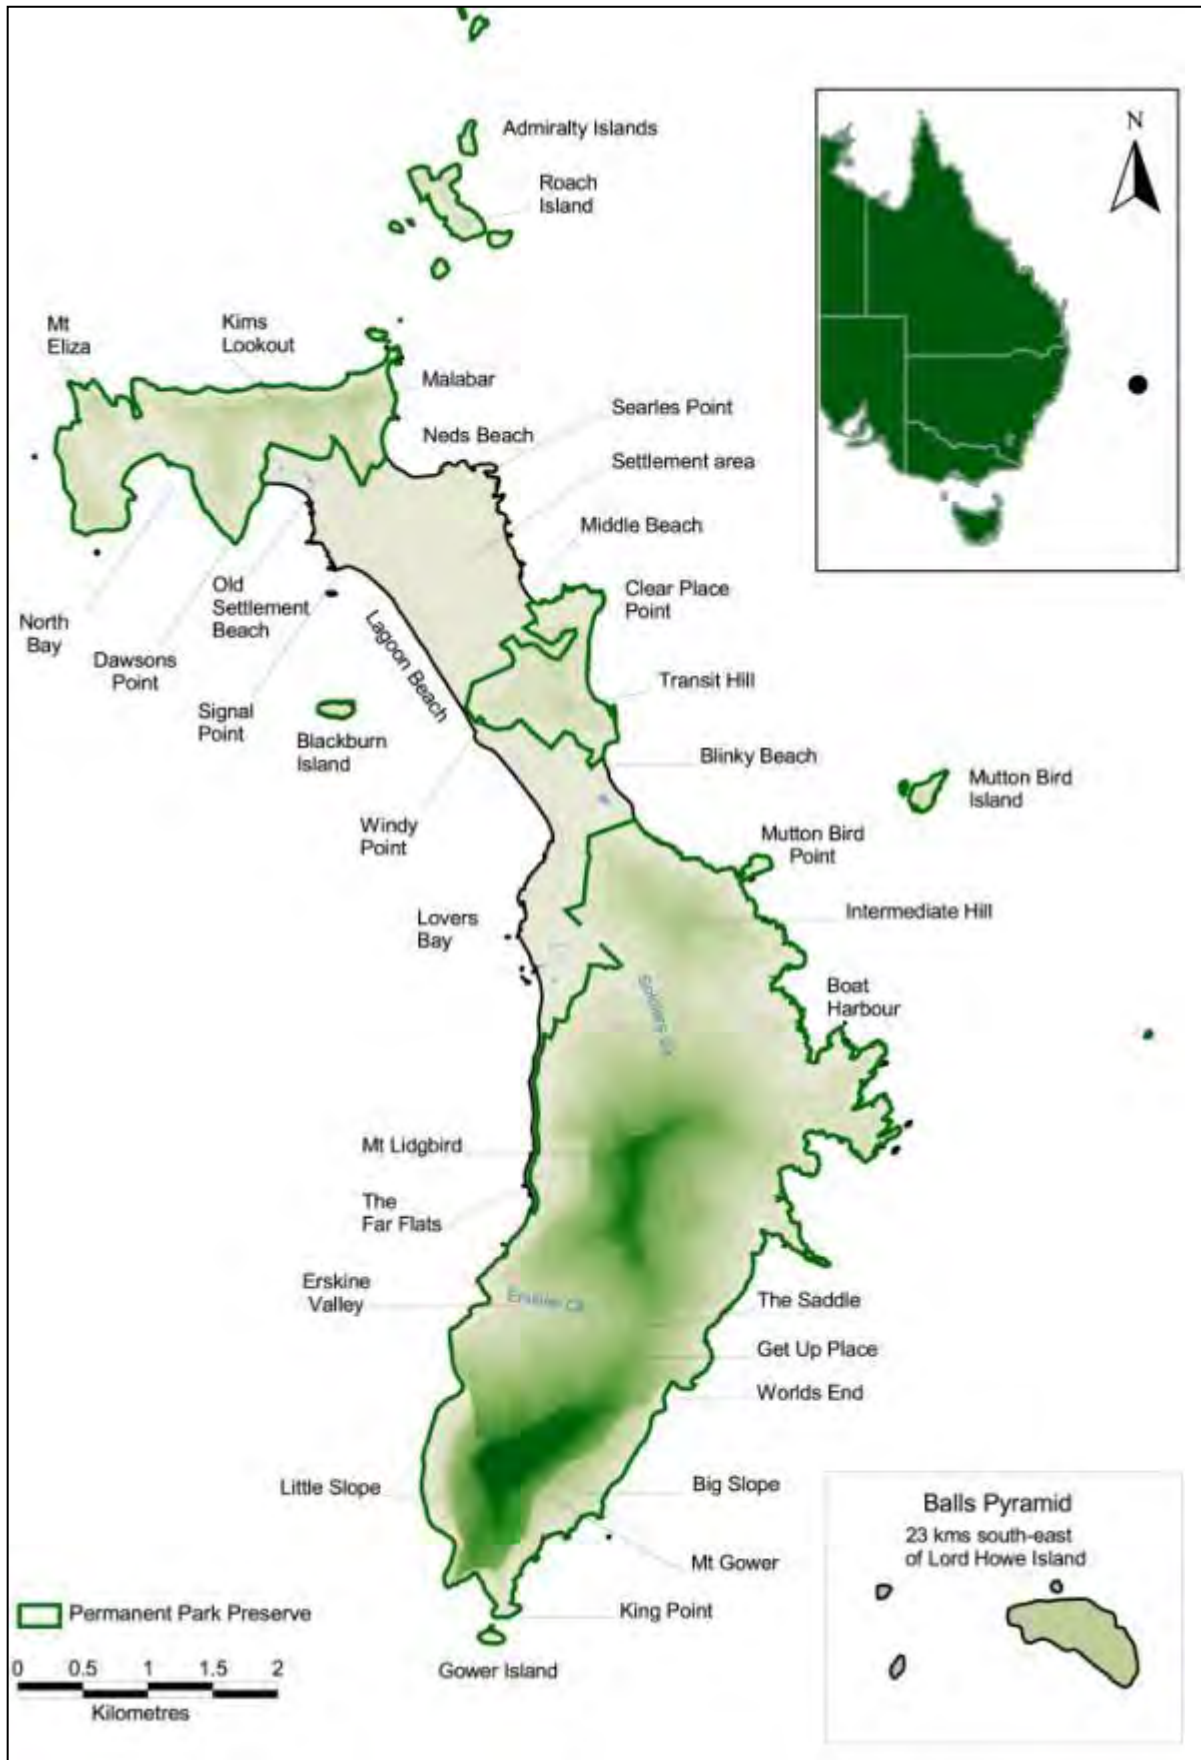 Admiralty Islands
Roach
Island
N
Mt
Eliza
Kims
Lookout
Malabar
Neds Beach
Searles Point
Settlement area
Middle Beach
Clear Place
Point
North
Bay
Dawsons
Point
Old
Settlement
Beach
Signal
Point
Lagoon Beach
Blackburn
Island
Transit Hill
Blinky Beach
Mutton Bird
Island
Windy
Point
Mutton Bird
Point
Lovers
Bay
Intermediate Hill
Boat
Harbour
Soldiers Ck
Mt Lidgbird
The
Far Flats
Erskine
Valley
Erskine Ck
The Saddle
Get Up Place
Worlds End
Little Slope
Big Slope
Mt Gower
King Point
Gower Island
Permanent Park Preserve
0 0.5 1 1.5 2
Kilometres
Balls Pyramid
23 kms south-east
of Lord Howe Island